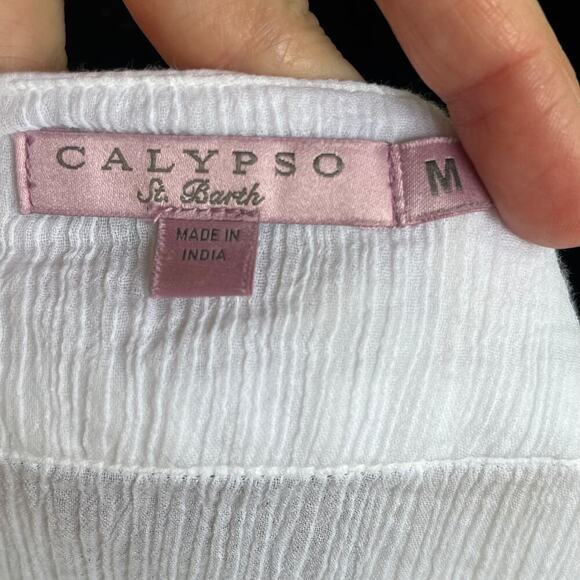 CALYPSO
St. Barth
M
MADE IN
INDIA